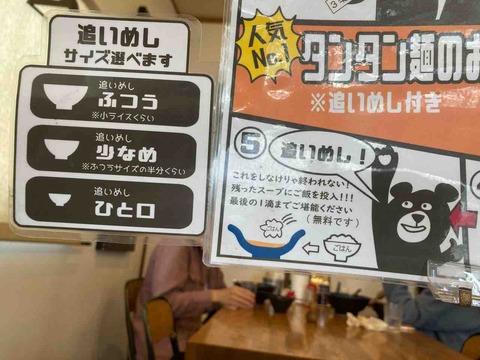 追いめし
サイズ選べます
追いめし
ふつう
※小ライスくらい
追いめし
少なめ
※ふつうサイズの半分くらい
追いめし
ひと口
人気
No.1
タンタン麺のお
※追いめし付き
⑤
追いめし!
これをしなけりゃ終われない!
残ったスープにご飯を投入!!!
最後の1滴までご堪能ください
(無料です)
ごはん
ごはん